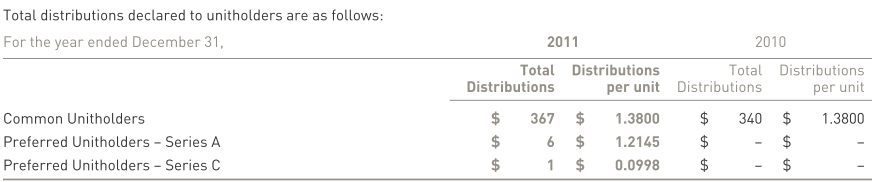 Total distributions declared to unitholders are as follows:
For the year ended December 31, 2011 2010
Total Distributions Total Distributions
Distributions per unit Distributions per unit
Common Unitholders $ 367 $ 1.3800 $ 340 $ 1.3800
Preferred Unitholders – Series A $ 6 $ 1.2145 $ – $ –
Preferred Unitholders – Series C $ 1 $ 0.0998 $ – $ –